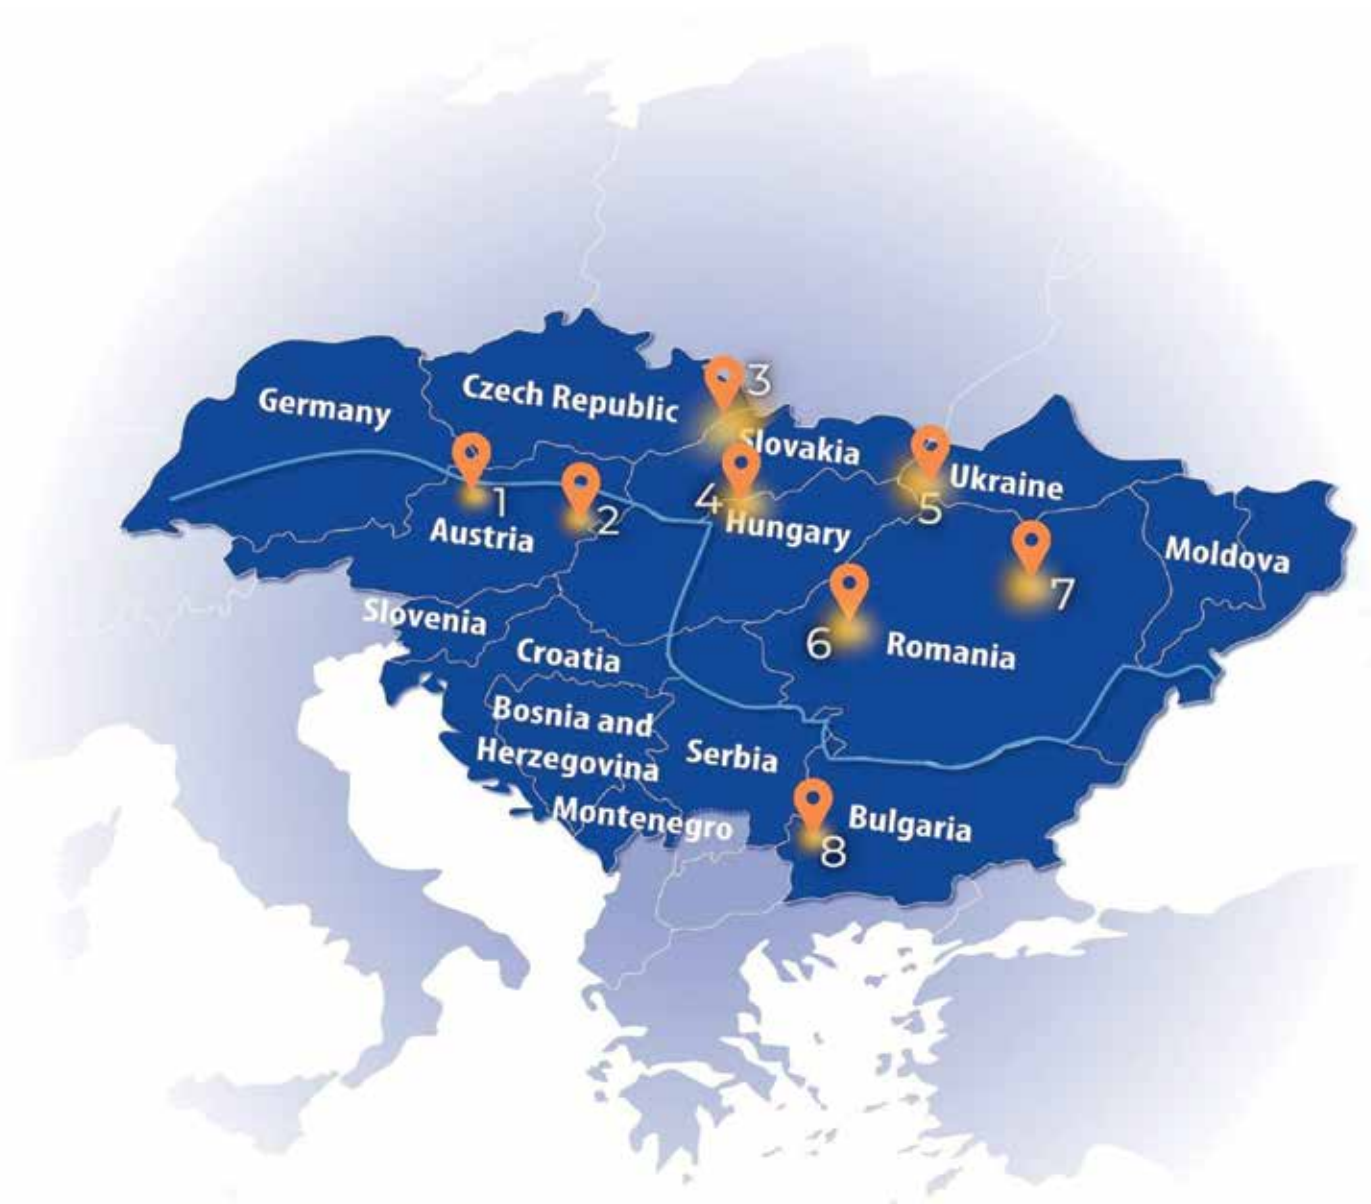 3
Czech Republic
Germany
Slovakia
Ukraine
1
4
5
2
Hungary
Austria
Moldova
7
Slovenia
6
Romania
Croatia
Bosnia and
Herzegovina
Serbia
Montenegro
Bulgaria
8